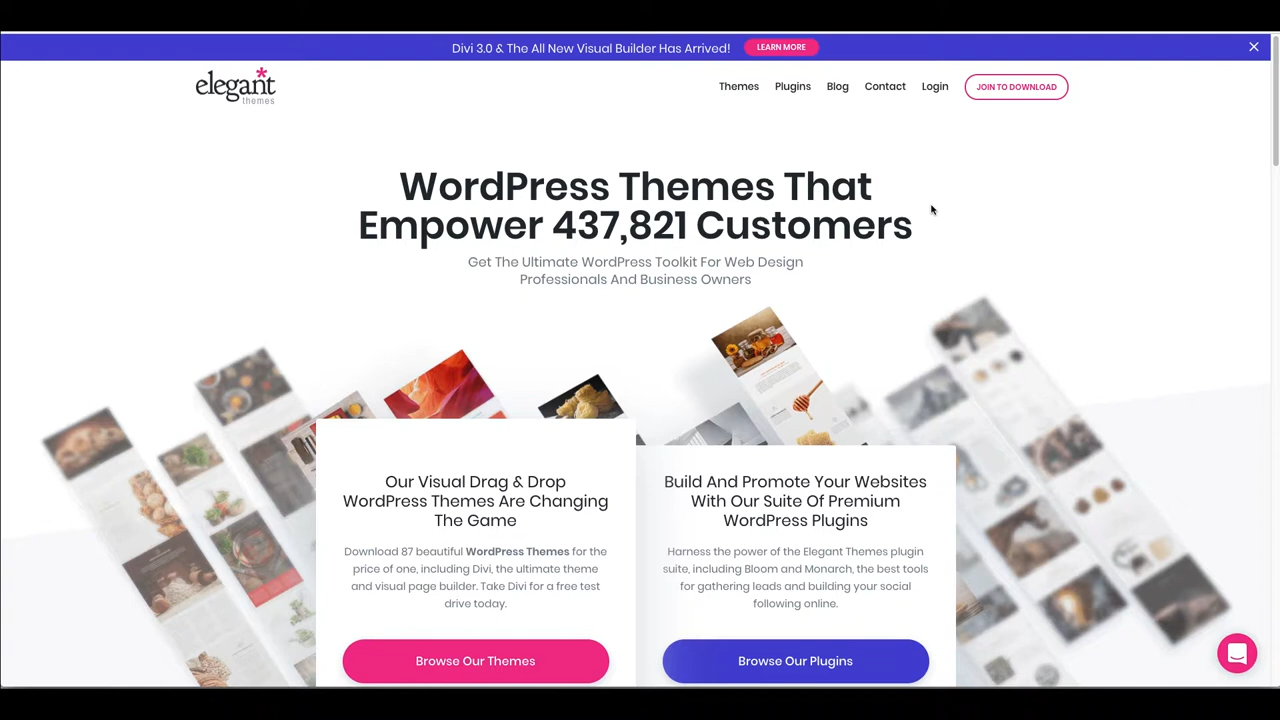 Divi 3.0 & The All New Visual Builder Has Arrived!
LEARN MORE
elegant
themes
Themes
Plugins
Blog
Contact
Login
JOIN TO DOWNLOAD
WordPress Themes That
Empower 437,821 Customers
Get The Ultimate WordPress Toolkit For Web Design
Professionals And Business Owners
Our Visual Drag & Drop
WordPress Themes Are Changing
The Game
Download 87 beautiful WordPress Themes for the
price of one, including Divi, the ultimate theme
and visual page builder. Take Divi for a free test
drive today.
Browse Our Themes
Build And Promote Your Websites
With Our Suite Of Premium
WordPress Plugins
Harness the power of the Elegant Themes plugin
suite, including Bloom and Monarch, the best tools
for gathering leads and building your social
following online.
Browse Our Plugins